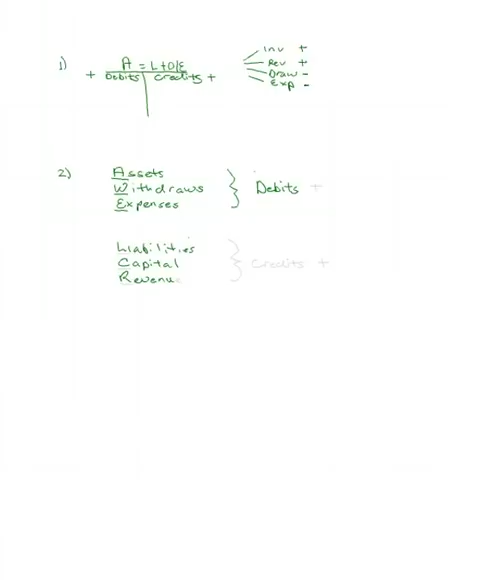 1) A = L + O/E
+ Debits Credits +
Inv +
Rev +
Draw -
Exp -
2) Assets
Withdraws
Expenses
Debits +
Liabilities
Capital
Revenue
Credits +